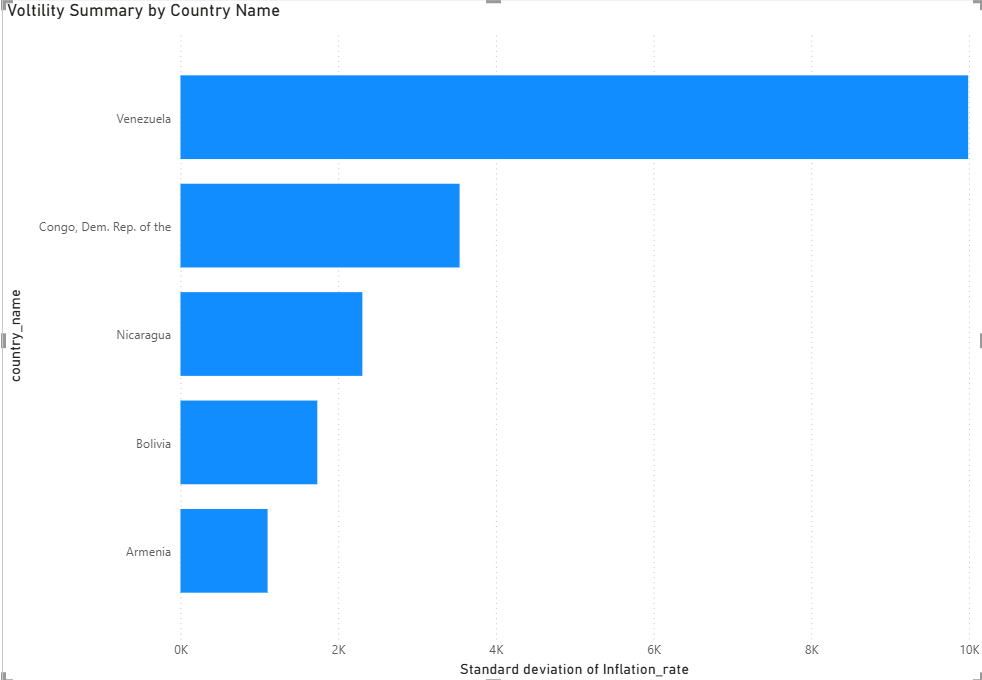 Voltility Summary by Country Name
country_name
Venezuela
Congo, Dem. Rep. of the
Nicaragua
Bolivia
Armenia
0K 2K 4K 6K 8K 10K
Standard deviation of Inflation_rate